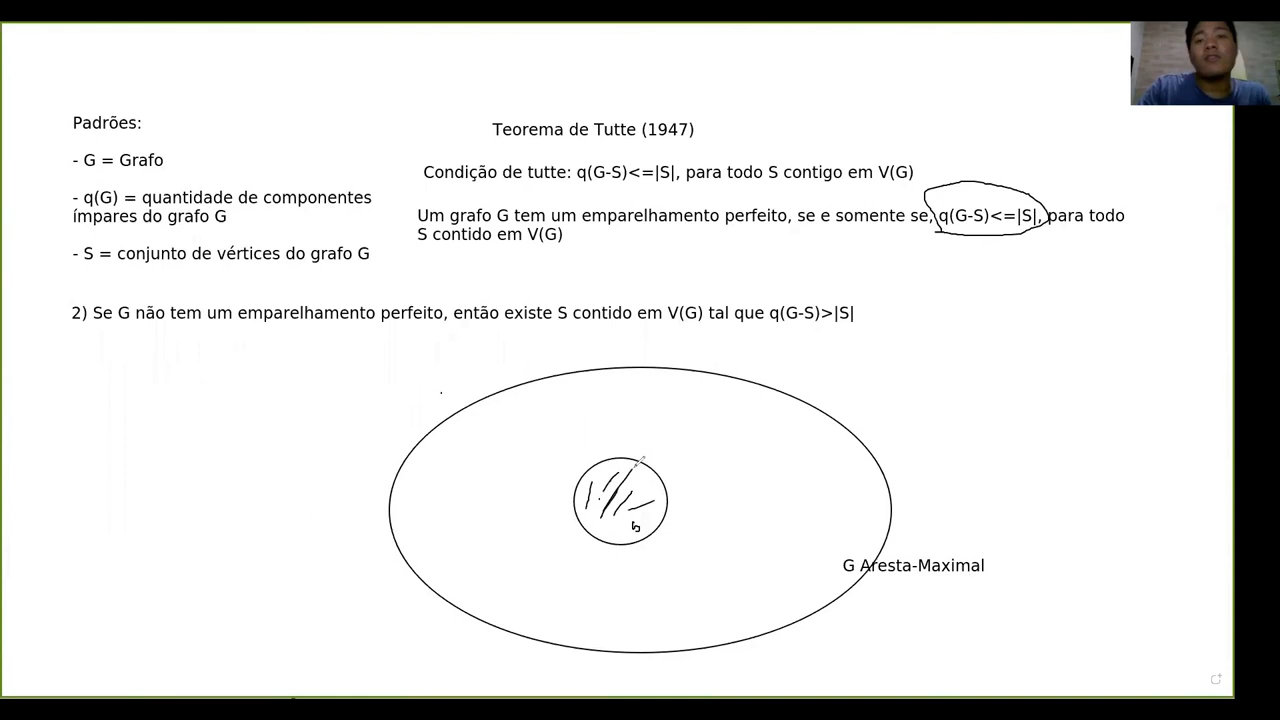 Padrões:
- G = Grafo
- q(G) = quantidade de componentes
ímpares do grafo G
- S = conjunto de vértices do grafo G
Teorema de Tutte (1947)
Condição de tutte: q(G-S)<=|S|, para todo S contigo em V(G)
Um grafo G tem um emparelhamento perfeito, se e somente se, q(G-S)<=|S|, para todo
S contido em V(G)
2) Se G não tem um emparelhamento perfeito, então existe S contido em V(G) tal que q(G-S)>|S|
G Aresta-Maximal